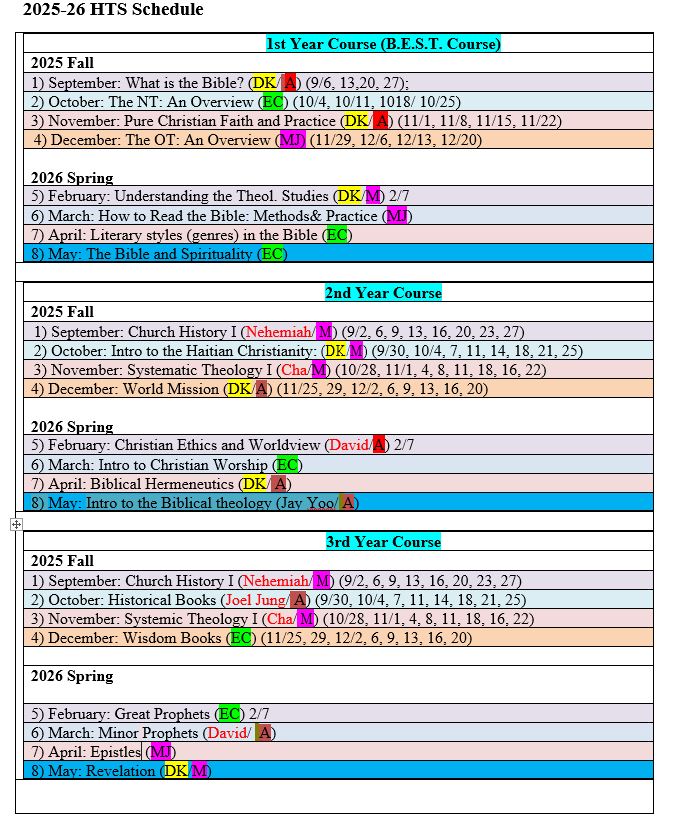 2025-26 HTS Schedule
1st Year Course (B.E.S.T. Course)
2025 Fall
1) September: What is the Bible? (DK/A) (9/6, 13,20, 27);
2) October: The NT: An Overview (EC) (10/4, 10/11, 1018/ 10/25)
3) November: Pure Christian Faith and Practice (DK/A) (11/1, 11/8, 11/15, 11/22)
4) December: The OT: An Overview (MJ) (11/29, 12/6, 12/13, 12/20)
2026 Spring
5) February: Understanding the Theol. Studies (DK/M) 2/7
6) March: How to Read the Bible: Methods& Practice (MJ)
7) April: Literary styles (genres) in the Bible (EC)
8) May: The Bible and Spirituality (EC)
2nd Year Course
2025 Fall
1) September: Church History I (Nehemiah/M) (9/2, 6, 9, 13, 16, 20, 23, 27)
2) October: Intro to the Haitian Christianity: (DK/M) (9/30, 10/4, 7, 11, 14, 18, 21, 25)
3) November: Systematic Theology I (Cha/M) (10/28, 11/1, 4, 8, 11, 18, 16, 22)
4) December: World Mission (DK/A) (11/25, 29, 12/2, 6, 9, 13, 16, 20)
2026 Spring
5) February: Christian Ethics and Worldview (David/A) 2/7
6) March: Intro to Christian Worship (EC)
7) April: Biblical Hermeneutics (DK/A)
8) May: Intro to the Biblical theology (Jay Yoo/A)
3rd Year Course
2025 Fall
1) September: Church History I (Nehemiah/M) (9/2, 6, 9, 13, 16, 20, 23, 27)
2) October: Historical Books (Joel Jung/A) (9/30, 10/4, 7, 11, 14, 18, 21, 25)
3) November: Systemic Theology I (Cha/M) (10/28, 11/1, 4, 8, 11, 18, 16, 22)
4) December: Wisdom Books (EC) (11/25, 29, 12/2, 6, 9, 13, 16, 20)
2026 Spring
5) February: Great Prophets (EC) 2/7
6) March: Minor Prophets (David/ A)
7) April: Epistles (MJ)
8) May: Revelation (DK/M)